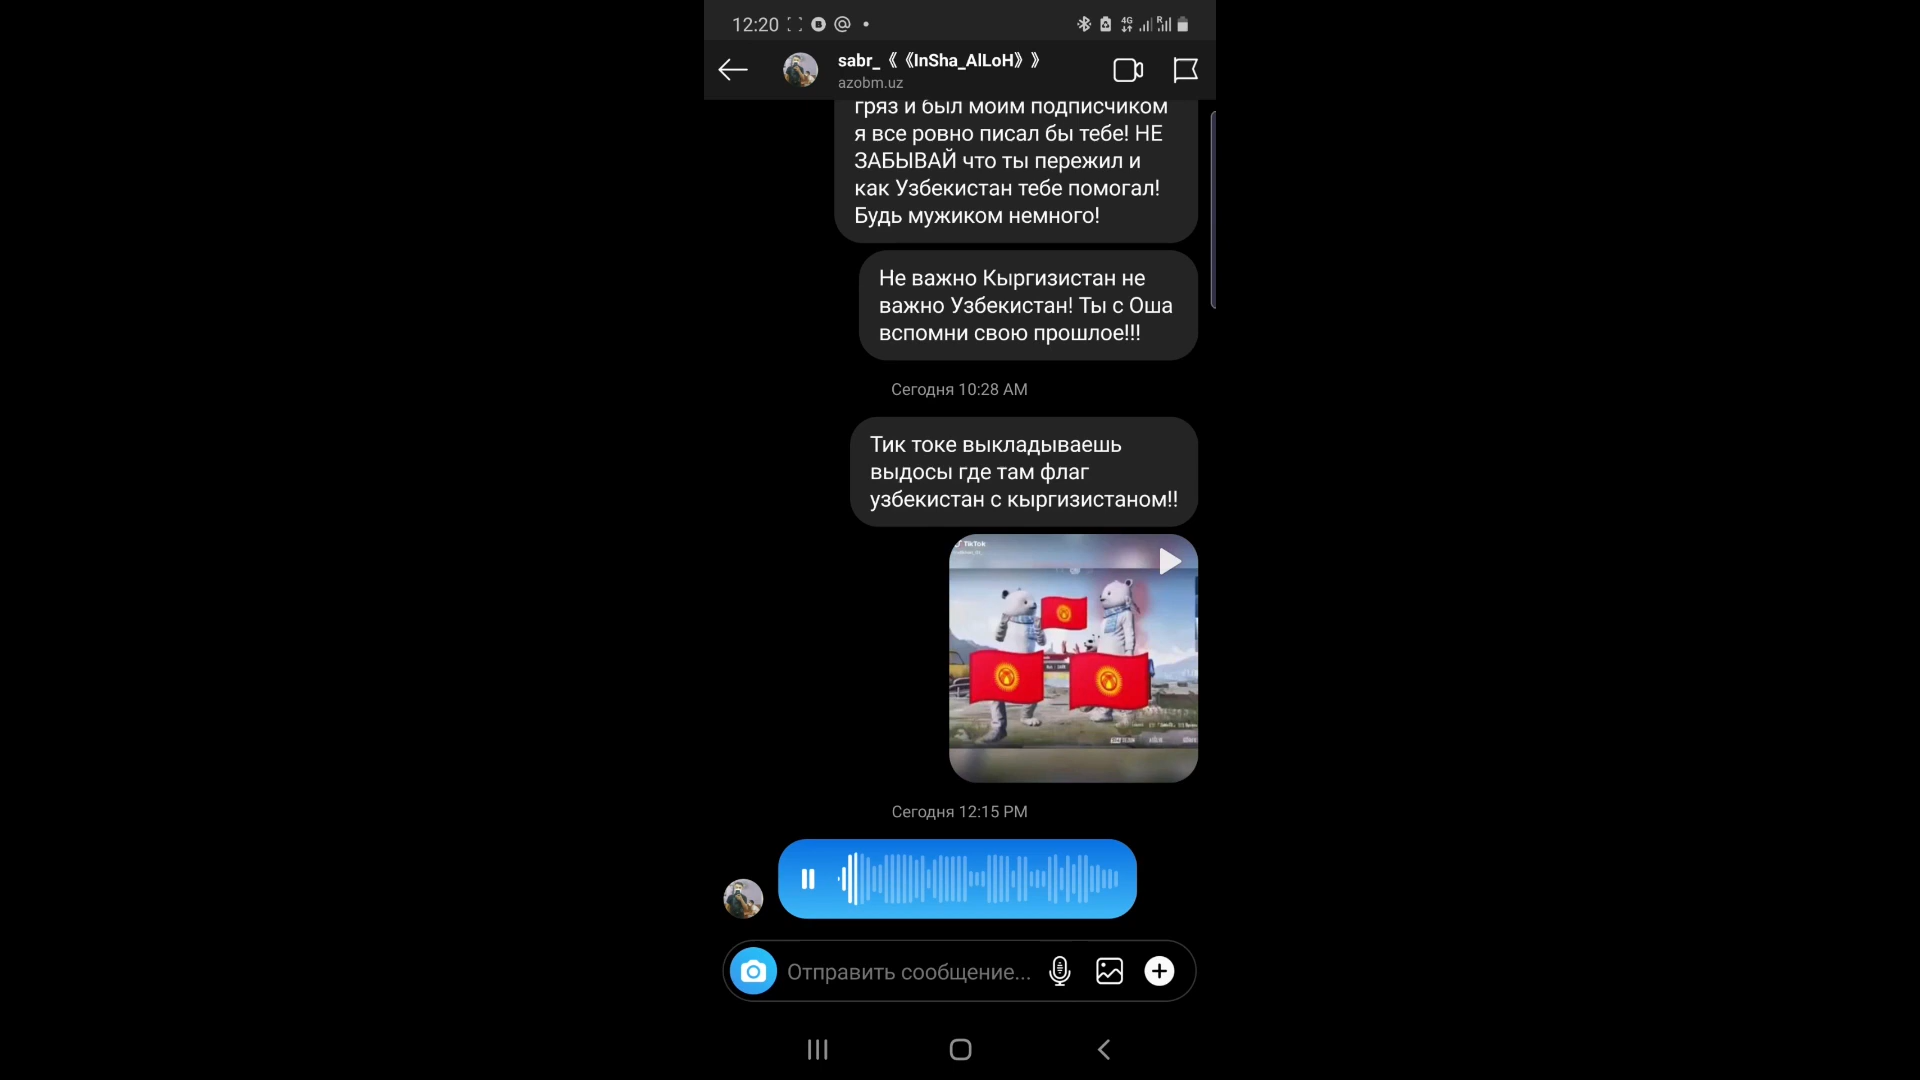 12:20
4G
R
sabr_《《InSha_AlLoH》》
azobm.uz
гряз и был моим подписчиком
я все ровно писал бы тебе! НЕ
ЗАБЫВАЙ что ты пережил и
как Узбекистан тебе помогал!
Будь мужиком немного!
Не важно Кыргизистан не
важно Узбекистан! Ты с Оша
вспомни свою прошлое!!!
Сегодня 10:28 AM
Тик токе выкладываешь
выдосы где там флаг
узбекистан с кыргизистаном!!
TikTok
Сегодня 12:15 PM
Отправить сообщение...